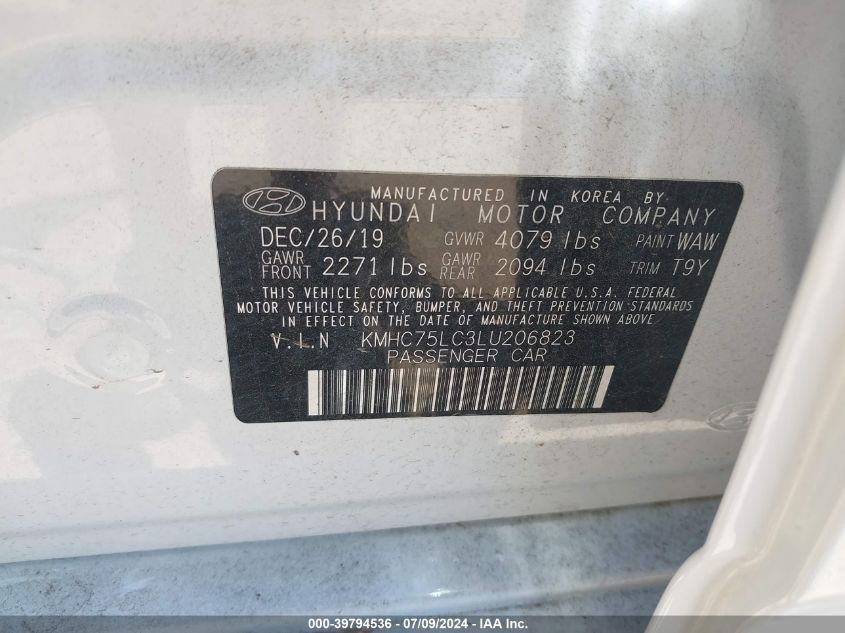 MANUFACTURED IN KOREA BY
HYUNDAI MOTOR COMPANY
DEC/26/19 GVWR 4079 lbs PAINT WAW
GAWR FRONT 2271 lbs GAWR REAR 2094 lbs TRIM T9Y
THIS VEHICLE CONFORMS TO ALL APPLICABLE U.S.A. FEDERAL
MOTOR VEHICLE SAFETY, BUMPER, AND THEFT PREVENTION STANDARDS
IN EFFECT ON THE DATE OF MANUFACTURE SHOWN ABOVE.
V.I.N KMHC75LC3LU206823
PASSENGER CAR
000-39794536 - 07/09/2024 - IAA Inc.